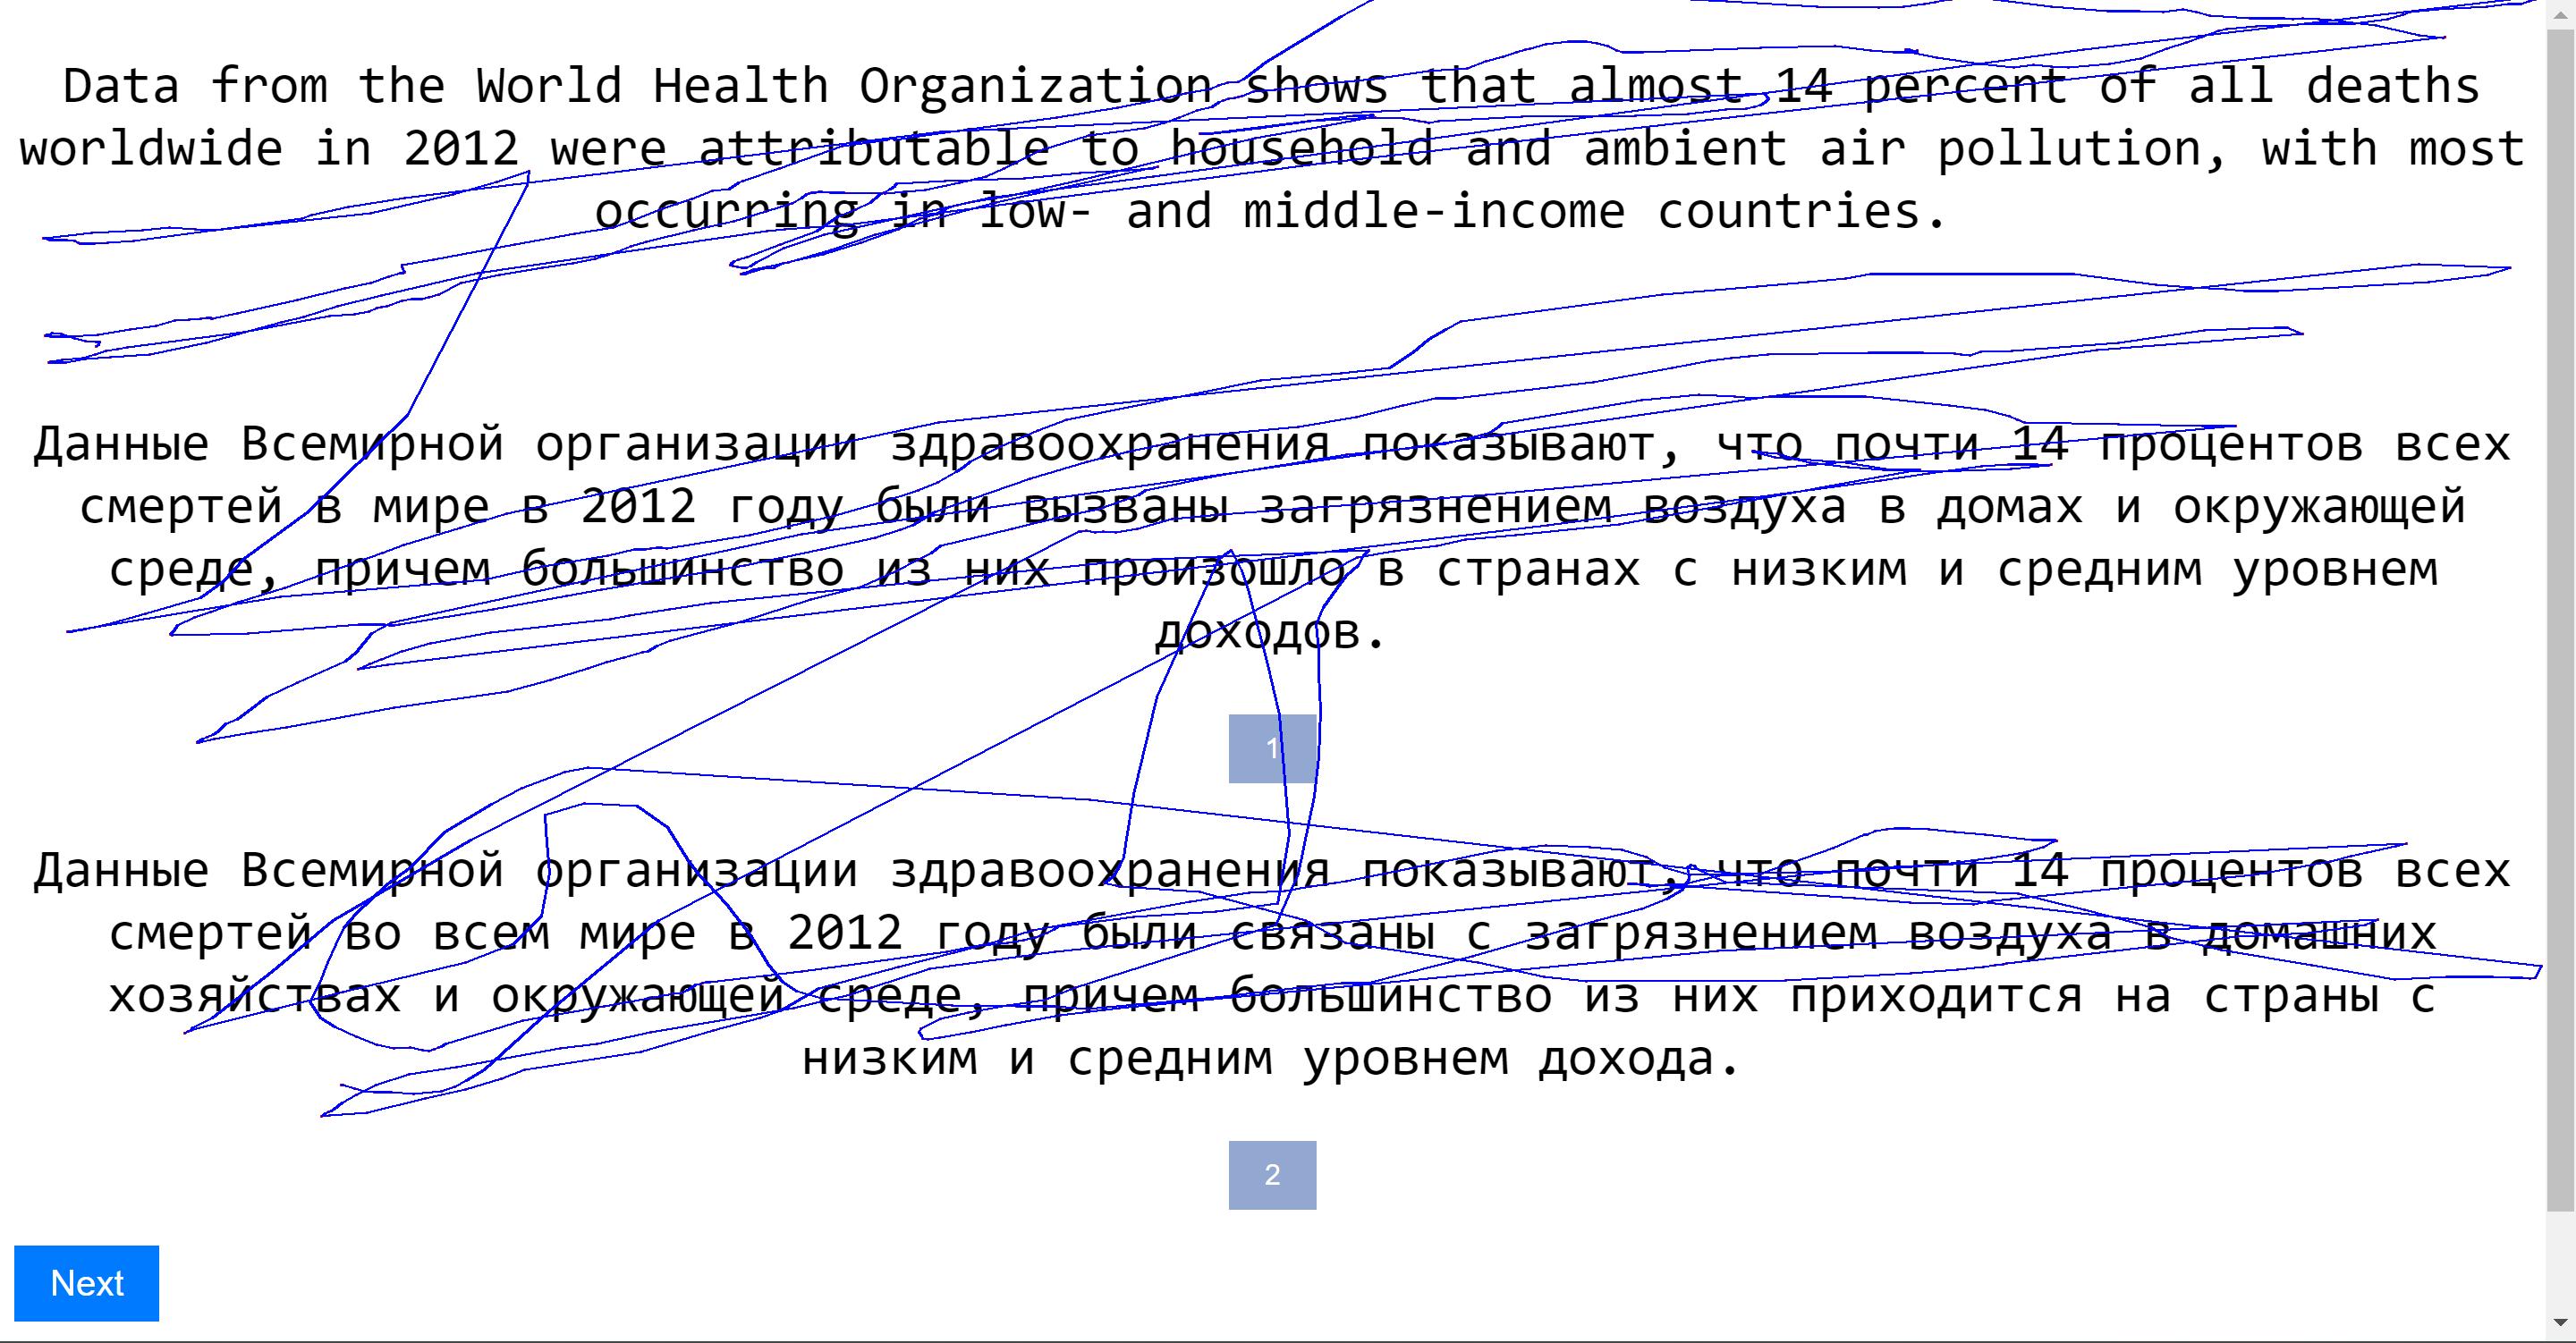 Data from the World Health Organization shows that almost 14 percent of all deaths
worldwide in 2012 were attributable to household and ambient air pollution, with most
occurring in low- and middle-income countries.
Данные Всемирной организации здравоохранения показывают, что почти 14 процентов всех
смертей в мире в 2012 году были вызваны загрязнением воздуха в домах и окружающей
среде, причем большинство из них произошло в странах с низким и средним уровнем
доходов.
1
Данные Всемирной организации здравоохранения показывают, что почти 14 процентов всех
смертей во всем мире в 2012 году были связаны с загрязнением воздуха в домашних
хозяйствах и окружающей среде, причем большинство из них приходится на страны с
низким и средним уровнем дохода.
2
Next